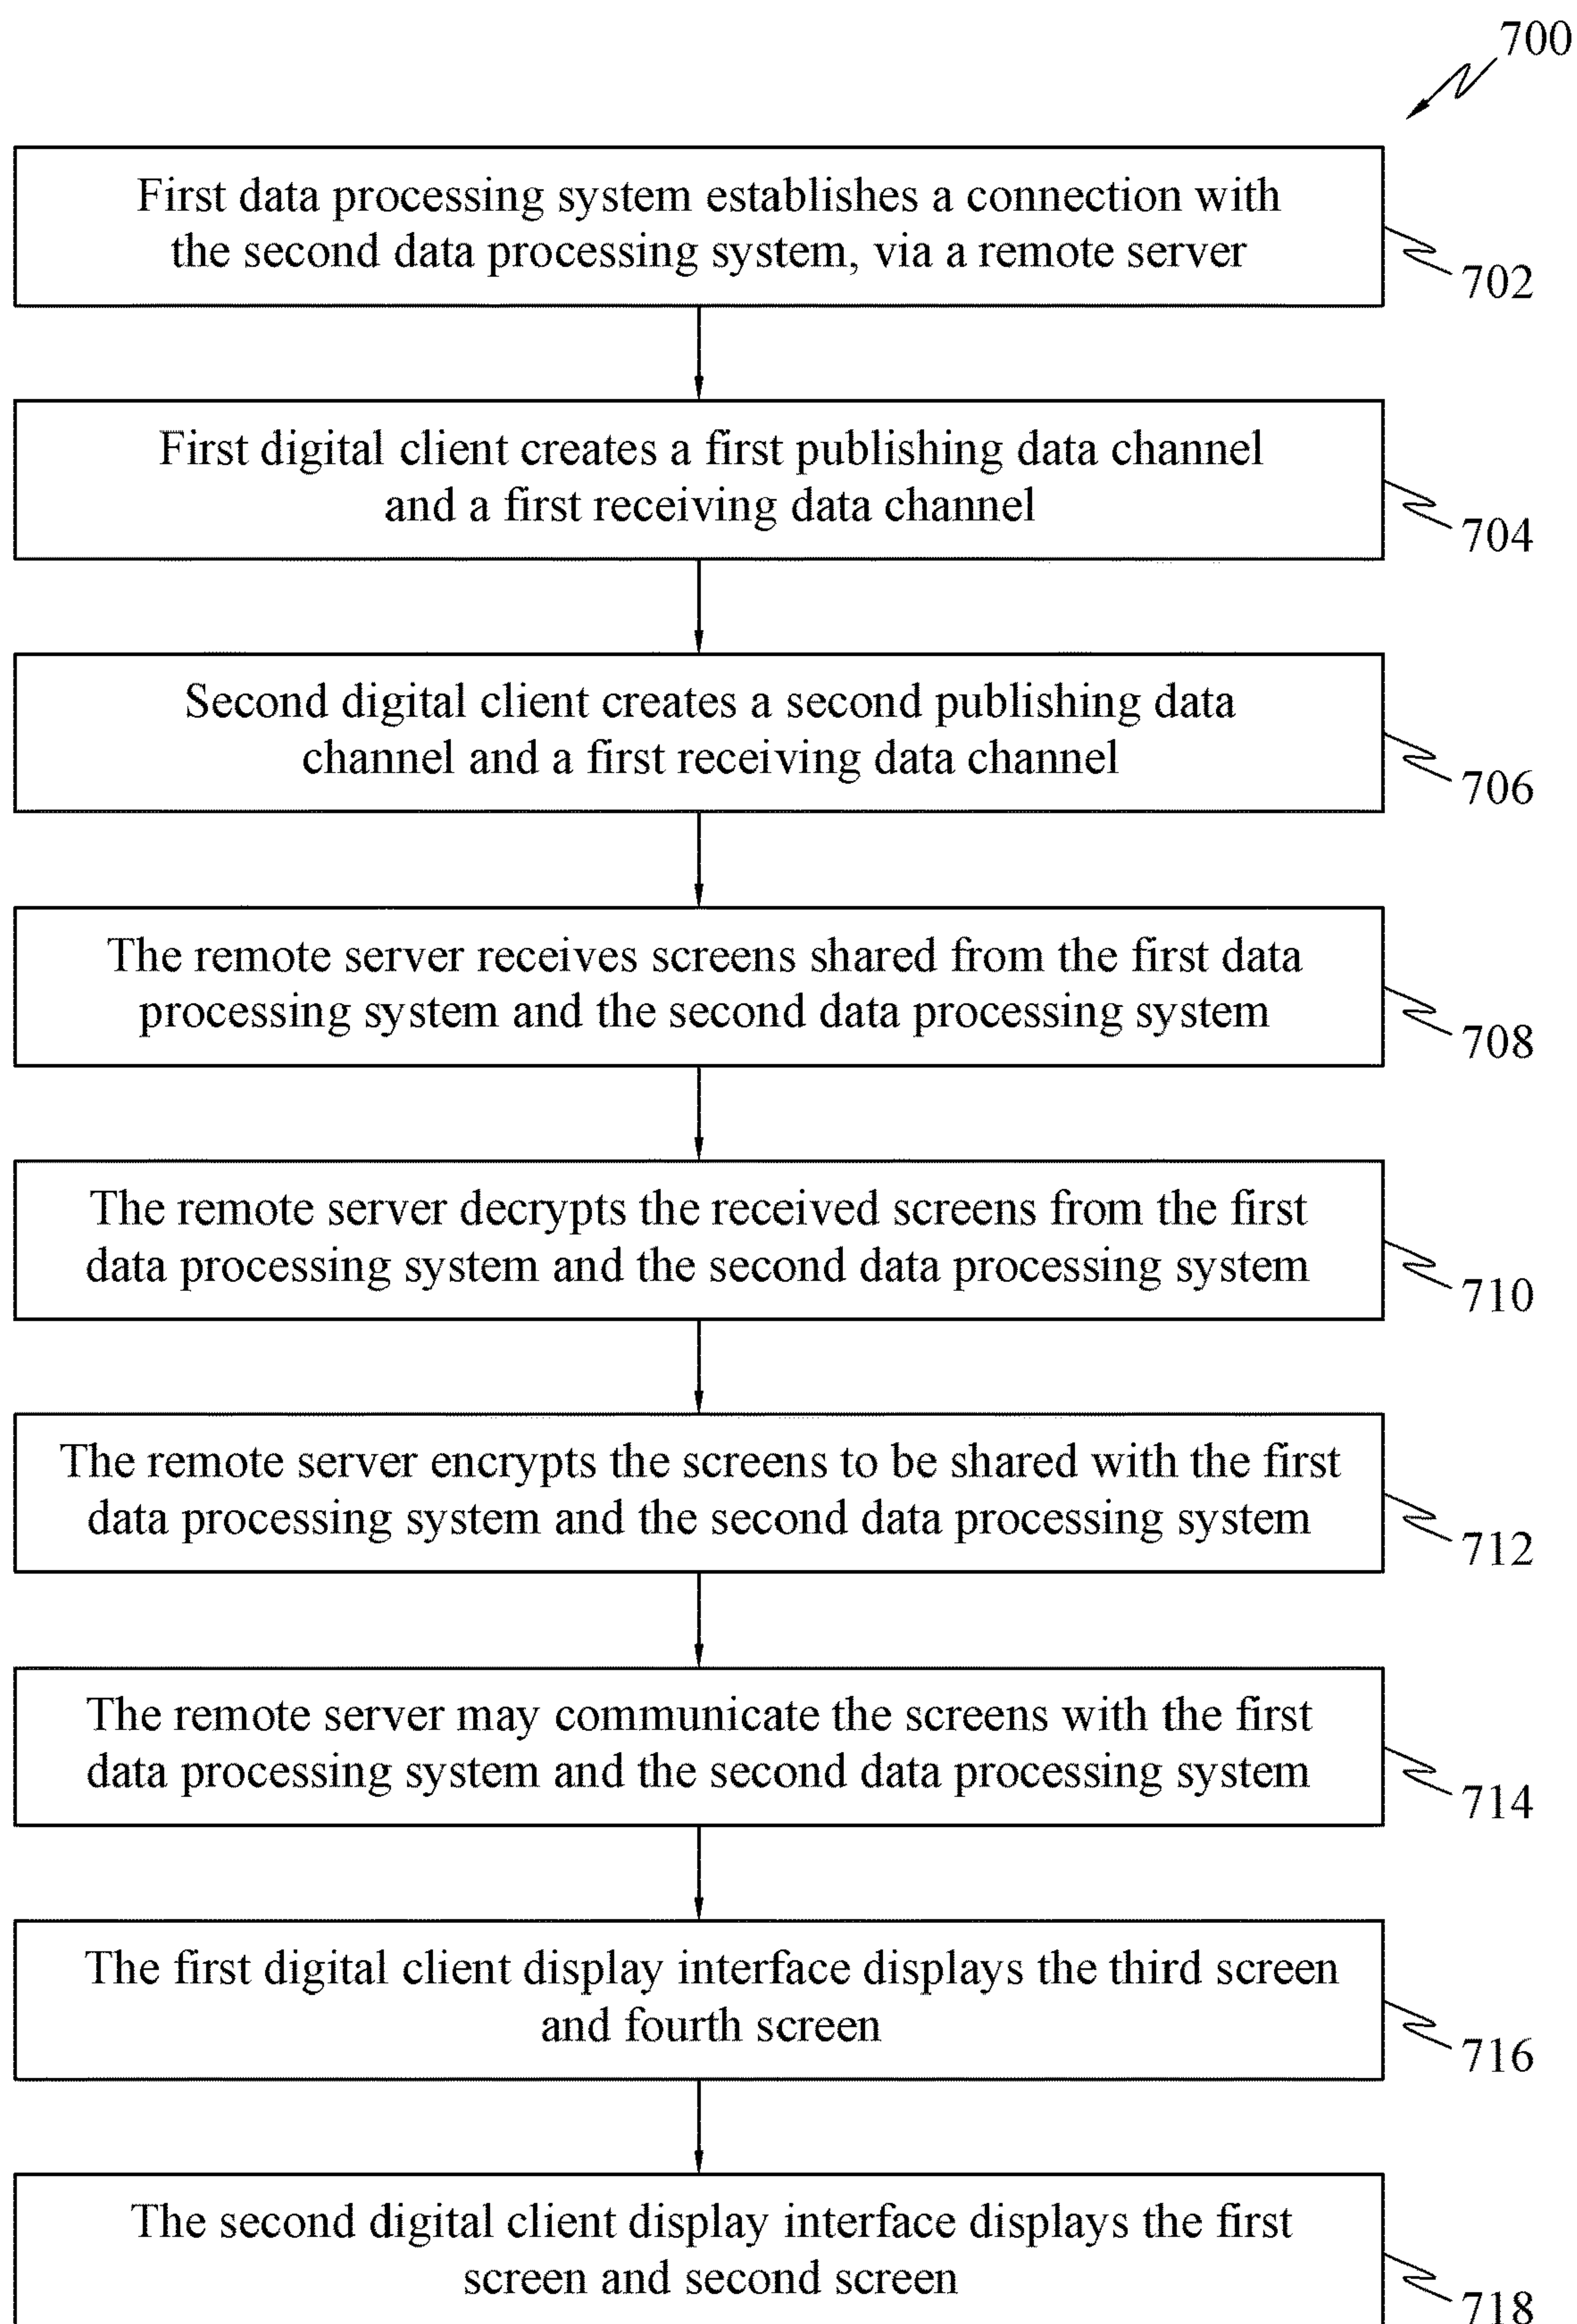 700
First data processing system establishes a connection with
the second data processing system, via a remote server
702
First digital client creates a first publishing data channel
and a first receiving data channel
704
Second digital client creates a second publishing data
channel and a first receiving data channel
706
The remote server receives screens shared from the first data
processing system and the second data processing system
708
The remote server decrypts the received screens from the first
data processing system and the second data processing system
710
The remote server encrypts the screens to be shared with the first
data processing system and the second data processing system
712
The remote server may communicate the screens with the first
data processing system and the second data processing system
714
The first digital client display interface displays the third screen
and fourth screen
716
The second digital client display interface displays the first
screen and second screen
718